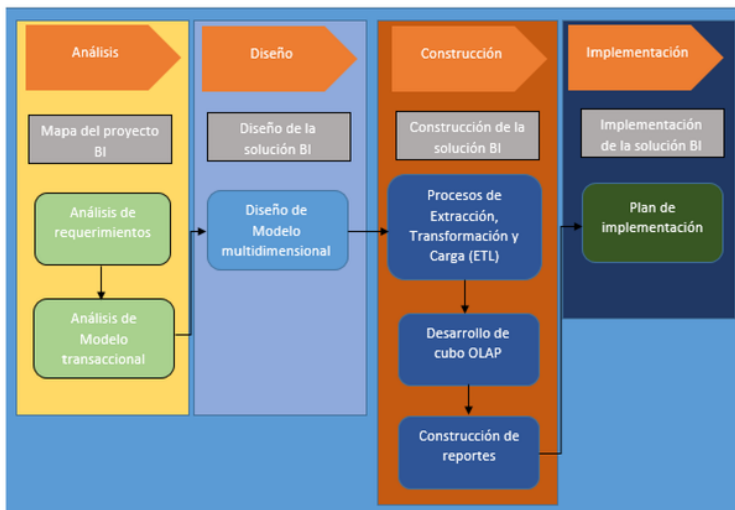 Análisis
Mapa del proyecto
BI
Análisis de
requerimientos
Análisis de
Modelo
transaccional
Diseño
Diseño de la
solución BI
Diseño de
Modelo
multidimensional
Construcción
Construcción de la
solución BI
Procesos de
Extracción,
Transformación y
Carga (ETL)
Desarrollo de
cubo OLAP
Construcción de
reportes
Implementación
Implementación
de la solución BI
Plan de
implementación